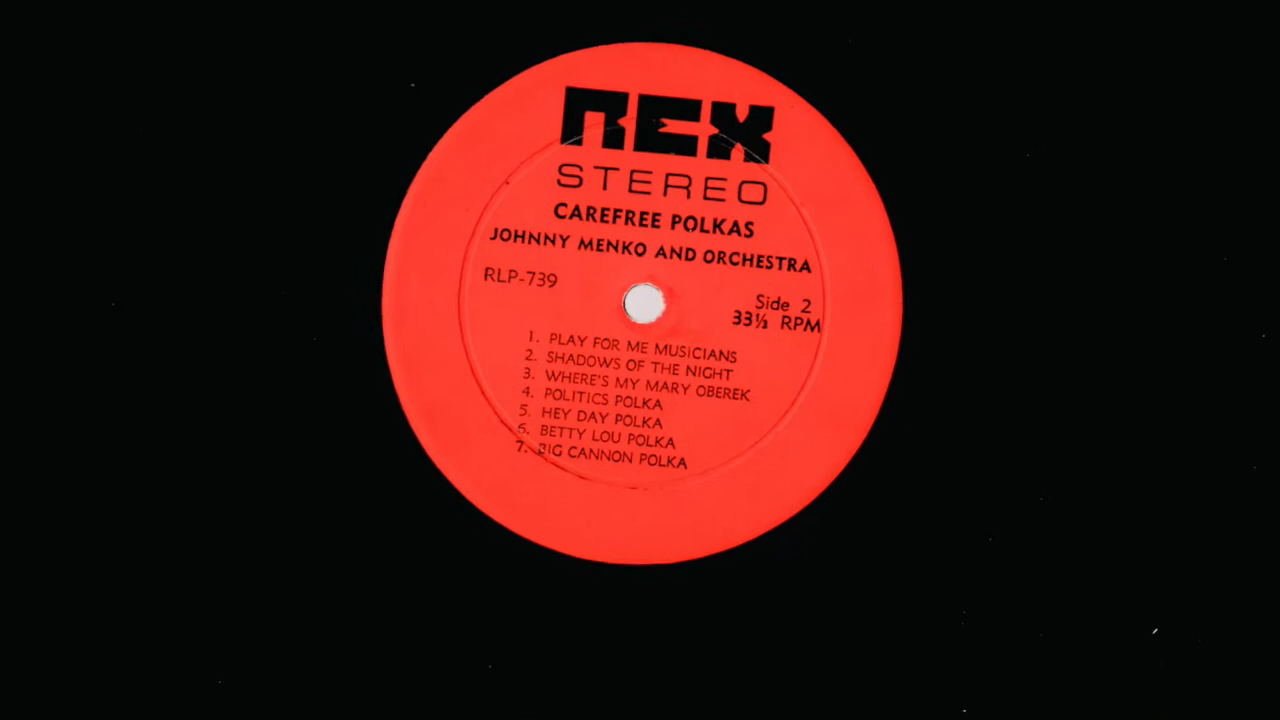 REX
STEREO
CAREFREE POLKAS
JOHNNY MENKO AND ORCHESTRA
RLP-739
Side 2
33⅓ RPM
1. PLAY FOR ME MUSICIANS
2. SHADOWS OF THE NIGHT
3. WHERE'S MY MARY OBEREK
4. POLITICS POLKA
5. HEY DAY POLKA
6. BETTY LOU POLKA
7. BIG CANNON POLKA